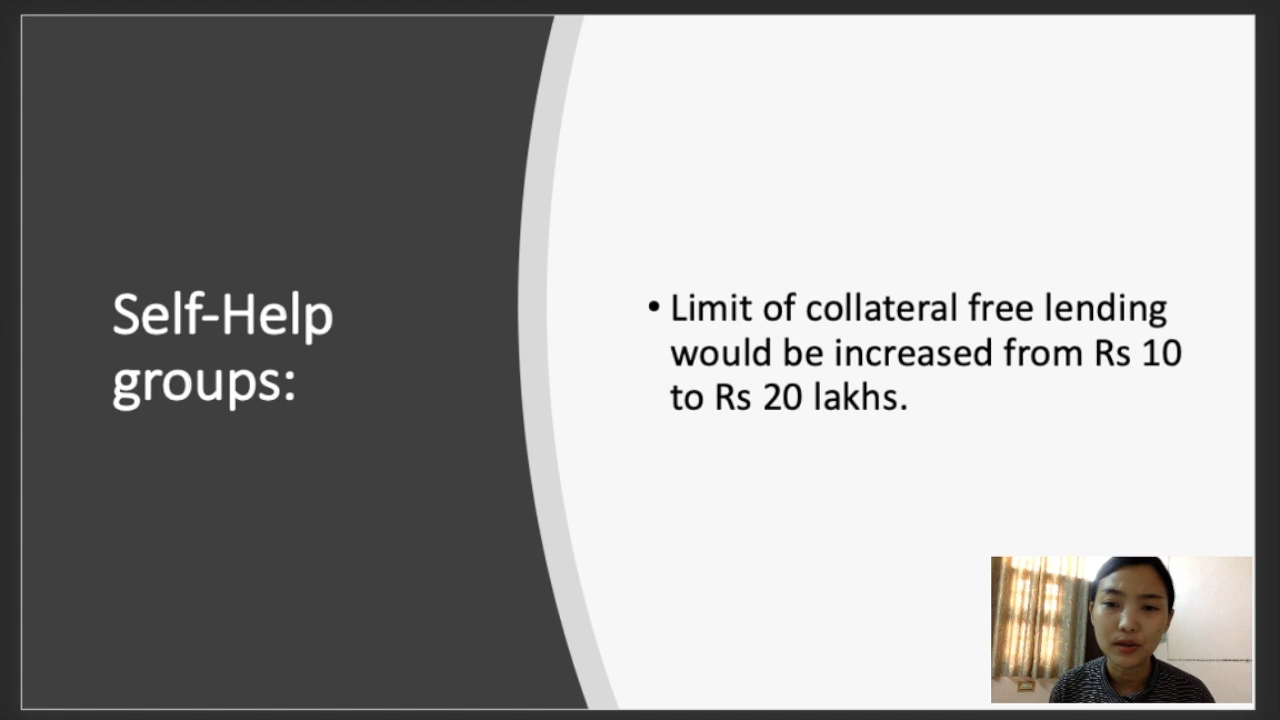 Self-Help
groups:
• Limit of collateral free lending
would be increased from Rs 10
to Rs 20 lakhs.